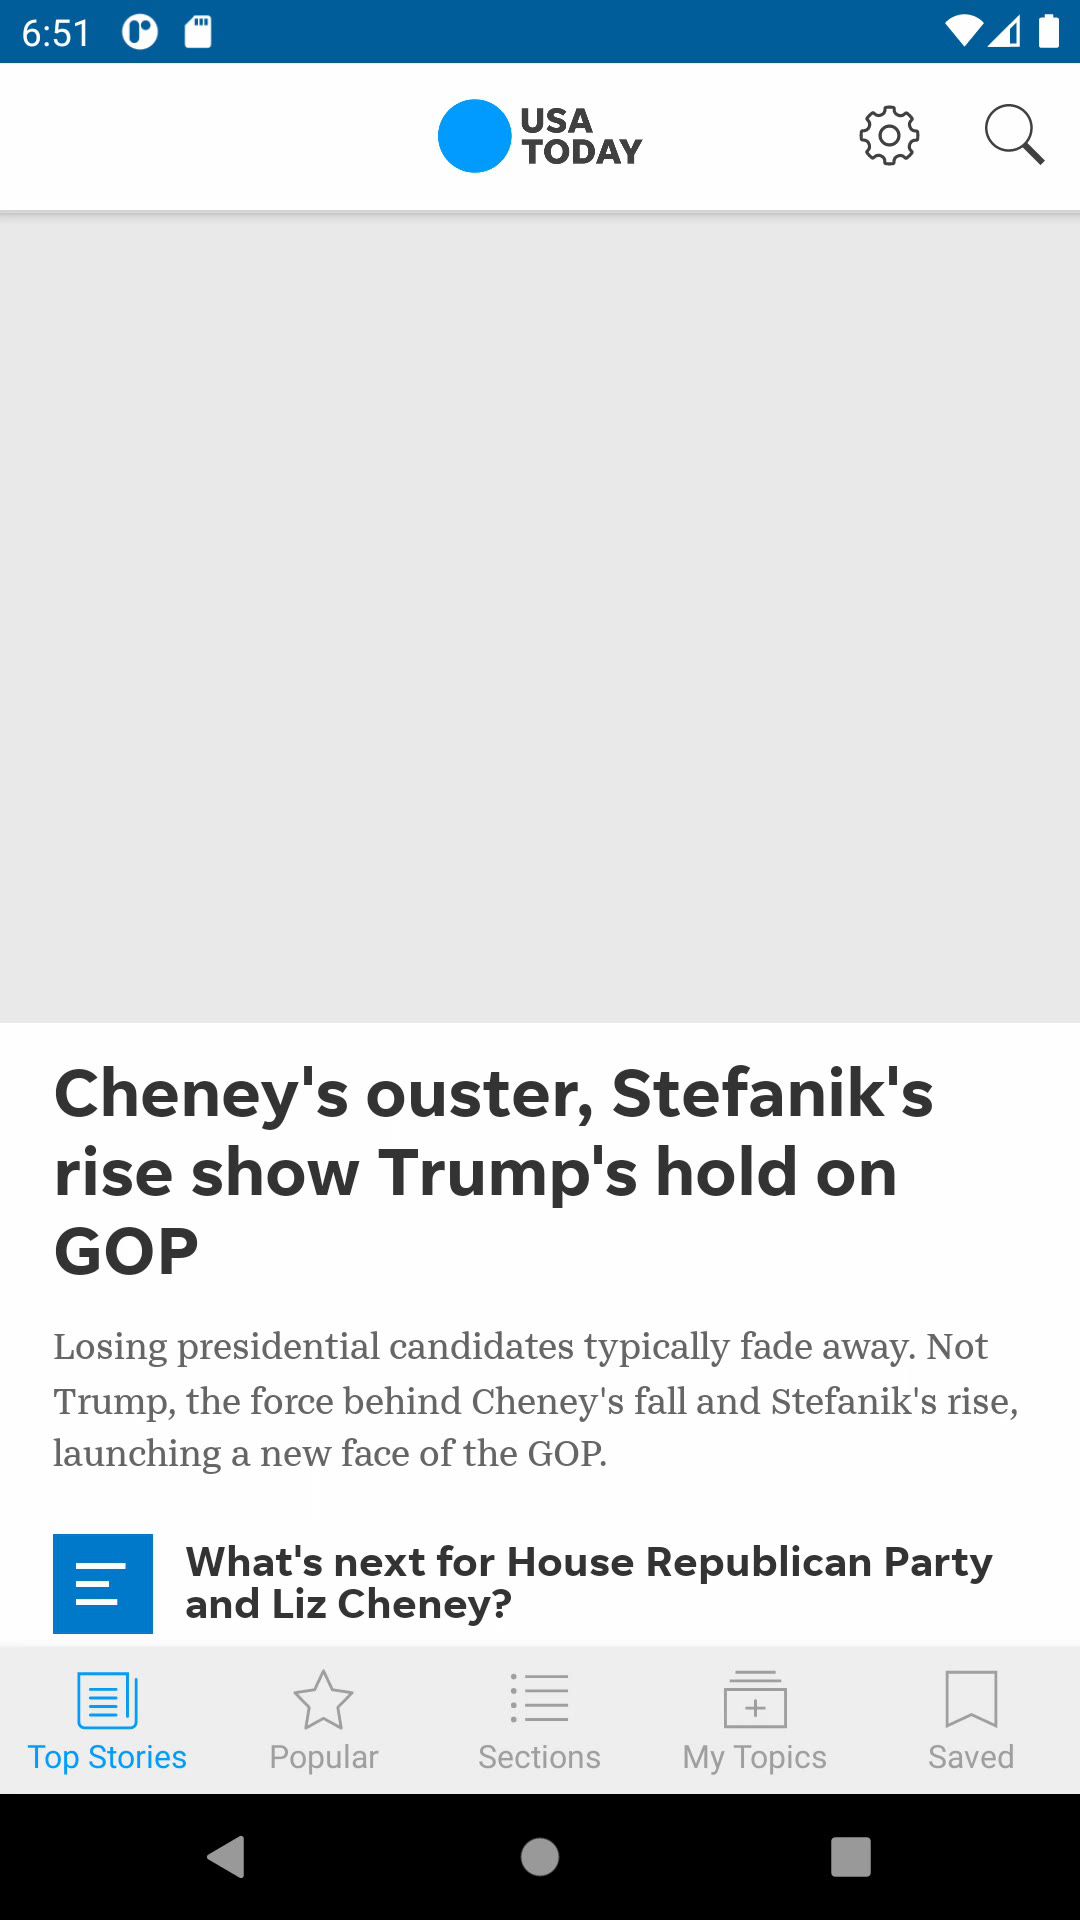 6:51
USA
TODAY
Cheney's ouster, Stefanik's
rise show Trump's hold on
GOP
Losing presidential candidates typically fade away. Not
Trump, the force behind Cheney's fall and Stefanik's rise,
launching a new face of the GOP.
What's next for House Republican Party
and Liz Cheney?
Top Stories
Popular
Sections
My Topics
Saved